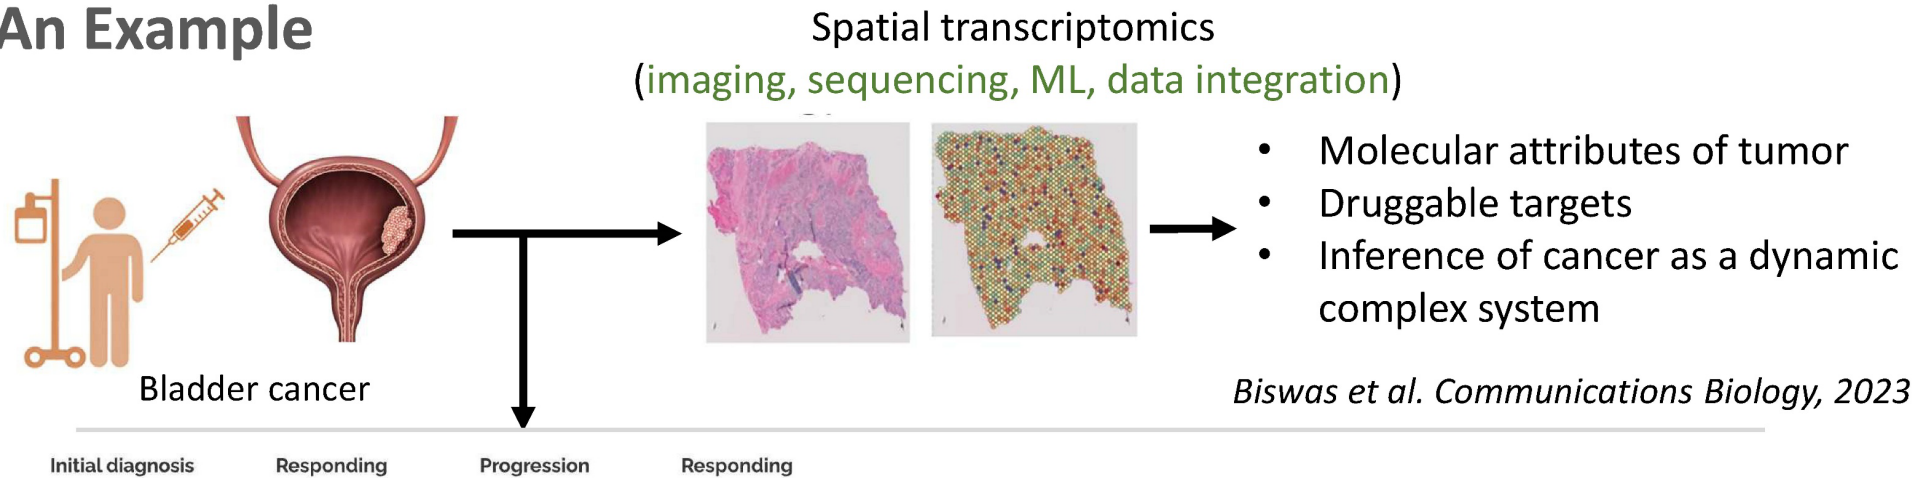 An Example
Spatial transcriptomics
(imaging, sequencing, ML, data integration)
• Molecular attributes of tumor
• Druggable targets
• Inference of cancer as a dynamic
complex system
Bladder cancer
Biswas et al. Communications Biology, 2023
Initial diagnosis
Responding
Progression
Responding